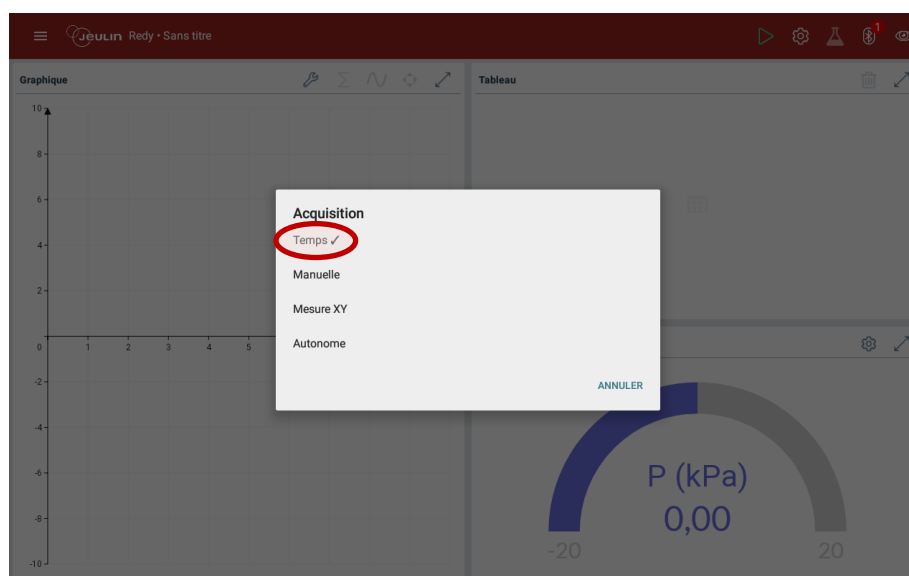 Jeulin Redy • Sans titre
1
Graphique
Tableau
10
8
6
4
2
0
1 2 3 4 5
-2
-4
-6
-8
-10
Acquisition
Temps ✓
Manuelle
Mesure XY
Autonome
ANNULER
P (kPa)
0,00
-20 20